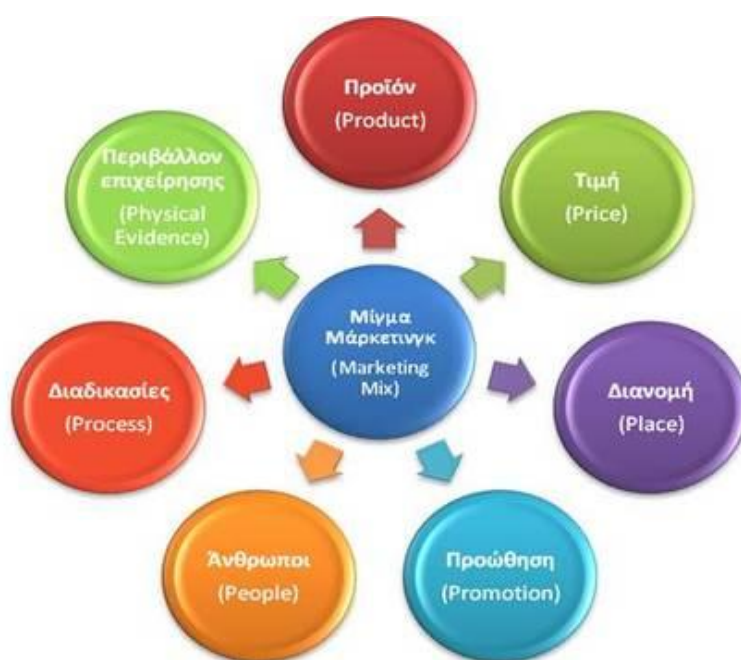 Προϊόν
(Product)
Τιμή
(Price)
Διανομή
(Place)
Προώθηση
(Promotion)
Άνθρωποι
(People)
Διαδικασίες
(Process)
Περιβάλλον
επιχείρησης
(Physical
Evidence)
Μίγμα
Μάρκετινγκ
(Marketing
Mix)